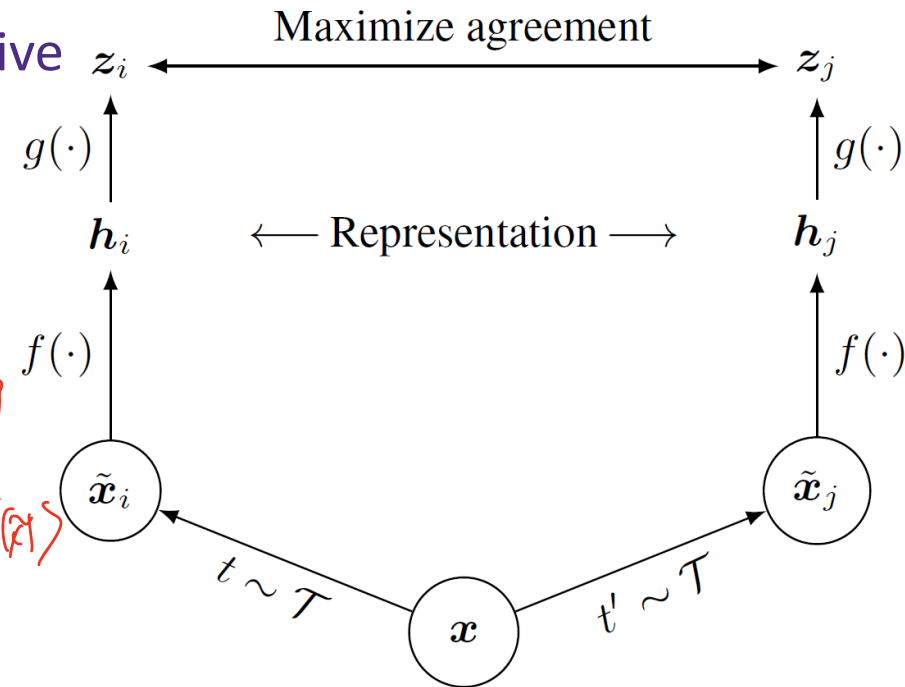 Maximize agreement
ive z_i z_j
g(·) g(·)
h_i ← Representation → h_j
f(·) f(·)
x̃_i x̃_j
(x̃)
t ∼ 𝒯 t′ ∼ 𝒯
x